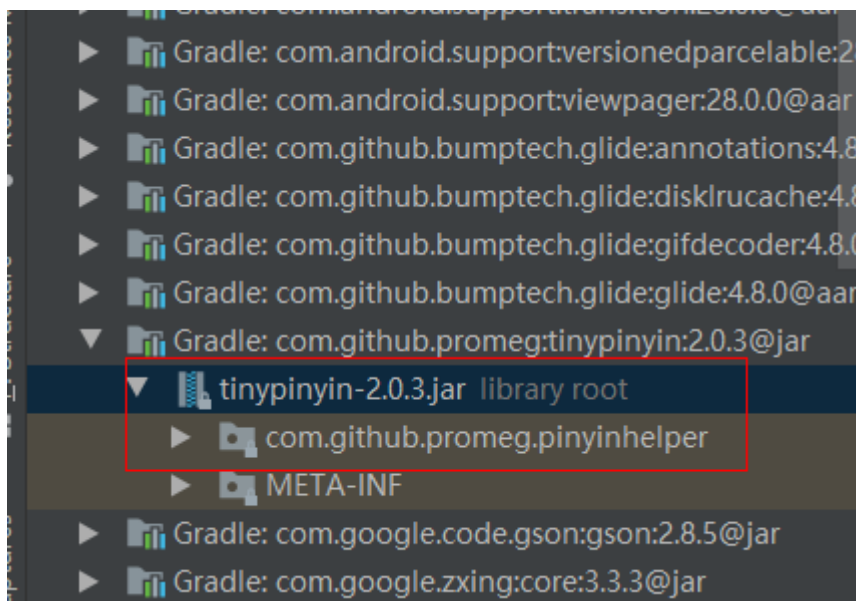 Gradle: com.android.support:versionedparcelable:2
Gradle: com.android.support:viewpager:28.0.0@aar
Gradle: com.github.bumptech.glide:annotations:4.8
Gradle: com.github.bumptech.glide:disklrucache:4.8
Gradle: com.github.bumptech.glide:gifdecoder:4.8.0
Gradle: com.github.bumptech.glide:glide:4.8.0@aar
Gradle: com.github.promeg:tinypinyin:2.0.3@jar
tinypinyin-2.0.3.jar library root
com.github.promeg.pinyinhelper
META-INF
Gradle: com.google.code.gson:gson:2.8.5@jar
Gradle: com.google.zxing:core:3.3.3@jar